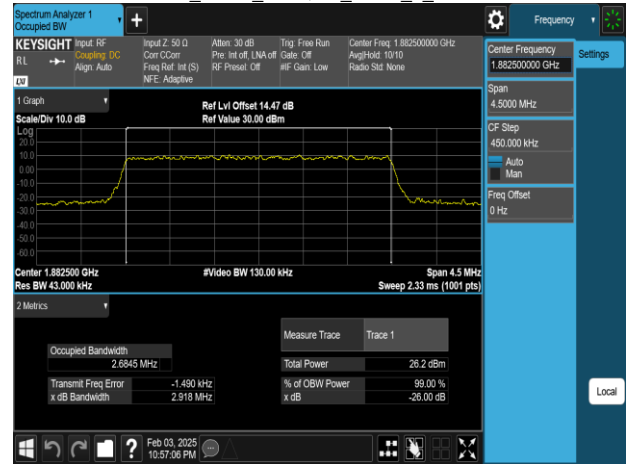 Spectrum Analyzer 1
Occupied BW
Frequency
KEYSIGHT
RL
LXI
Input: RF
Coupling: DC
Align: Auto
Input Z: 50 Ω
Corr CCorr
Freq Ref: Int (S)
NFE: Adaptive
Atten: 30 dB
Pre: Int off, LNA off
RF Presel: Off
Trig: Free Run
Gate: Off
#IF Gain: Low
Center Freq: 1.882500000 GHz
Avg|Hold: 10/10
Radio Std: None
Center Frequency
1.882500000 GHz
Settings
Span
4.5000 MHz
CF Step
450.000 kHz
Auto
Man
Freq Offset
0 Hz
Local
1 Graph
Ref Lvl Offset 14.47 dB
Scale/Div 10.0 dB
Ref Value 30.00 dBm
Log
20.0
10.0
0.00
-10.0
-20.0
-30.0
-40.0
-50.0
-60.0
Center 1.882500 GHz
#Video BW 130.00 kHz
Span 4.5 MHz
Res BW 43.000 kHz
Sweep 2.33 ms (1001 pts)
2 Metrics
Measure Trace
Trace 1
Occupied Bandwidth
2.6845 MHz
Total Power
26.2 dBm
Transmit Freq Error
-1.490 kHz
% of OBW Power
99.00 %
x dB Bandwidth
2.918 MHz
x dB
-26.00 dB
Feb 03, 2025
10:57:06 PM